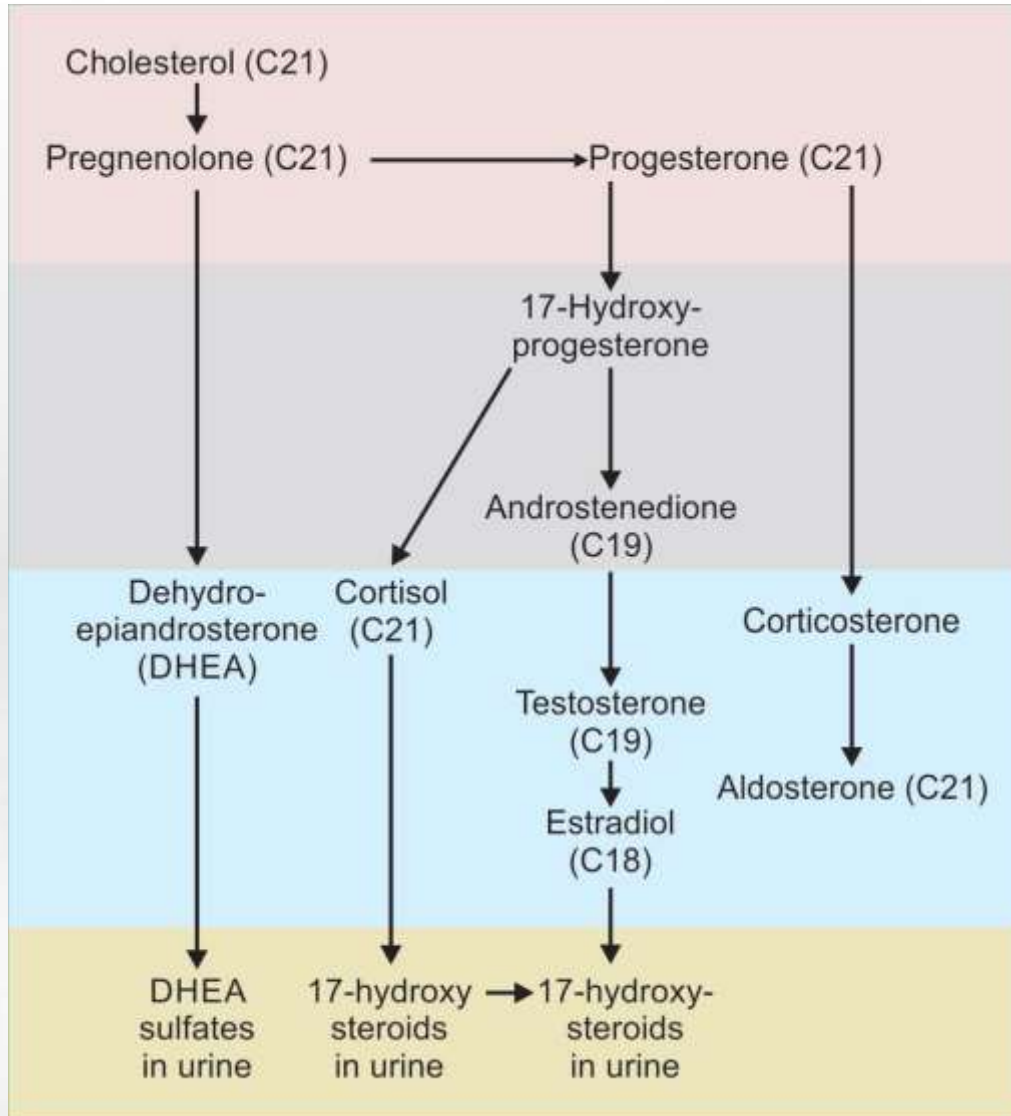 Cholesterol (C21)
Pregnenolone (C21)
Progesterone (C21)
17-Hydroxy-
progesterone
Androstenedione
(C19)
Dehydro-
epiandrosterone
(DHEA)
Cortisol
(C21)
Corticosterone
Testosterone
(C19)
Aldosterone (C21)
Estradiol
(C18)
DHEA
sulfates
in urine
17-hydroxy
steroids
in urine
17-hydroxy-
steroids
in urine